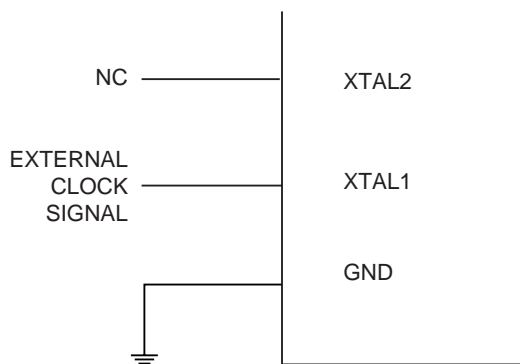 NC XTAL2
EXTERNAL
CLOCK XTAL1
SIGNAL
GND